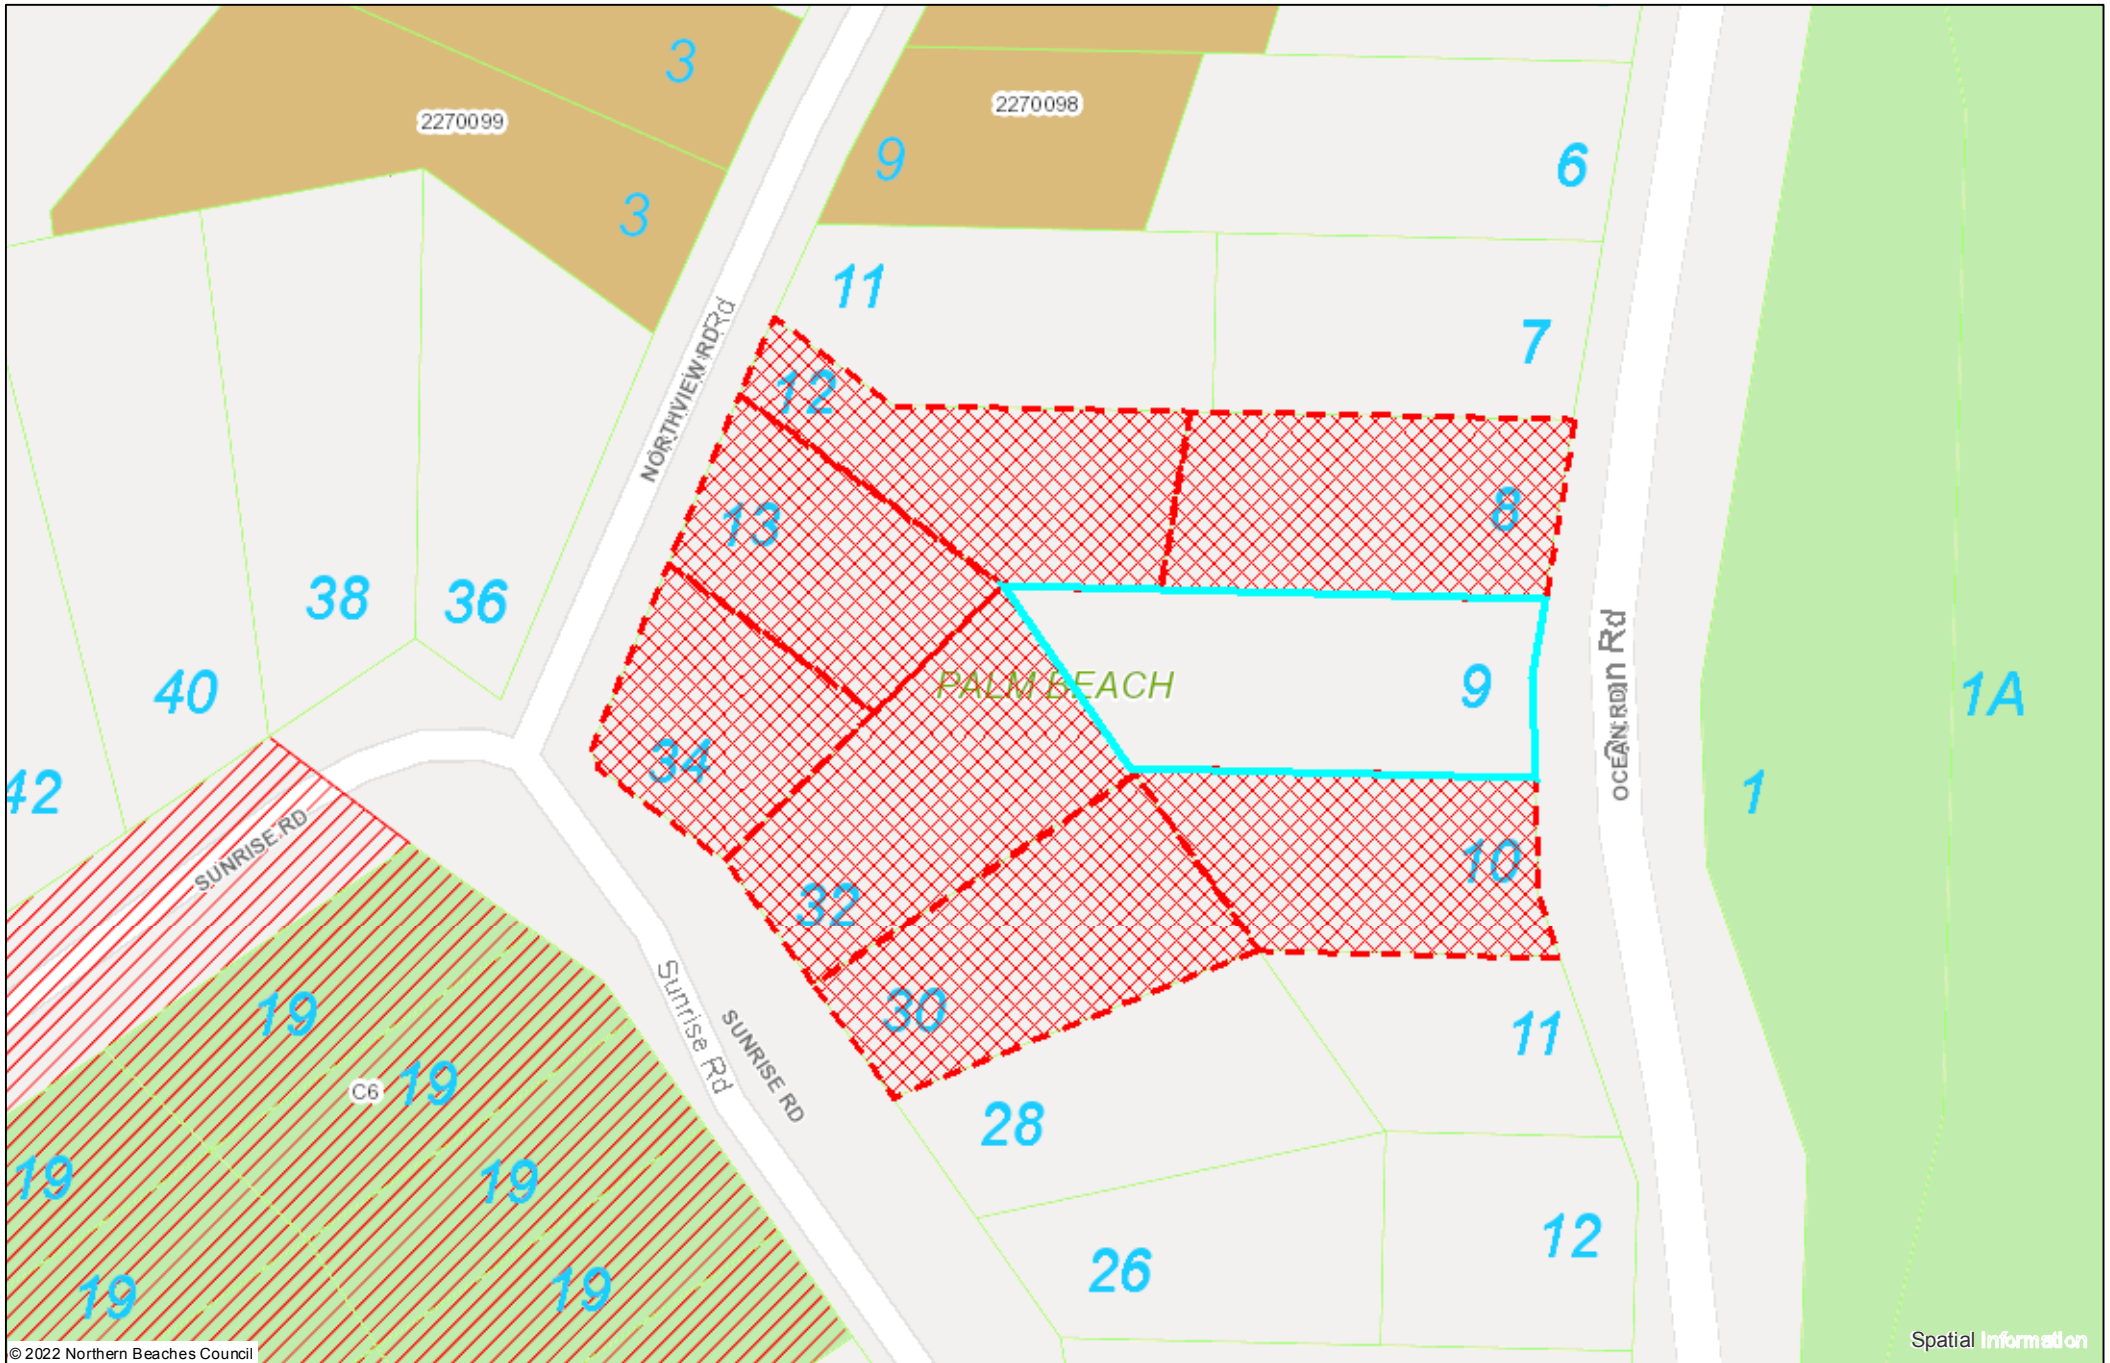 3
2270099
2270098
9
6
3
11
7
NORTHVIEW RD
Rd
12
8
13
38
36
PALM BEACH
9
Ocean Rd
OCEAN RD
1A
40
34
42
1
SUNRISE RD
10
32
19
30
Sunrise Rd
SUNRISE RD
11
C6
19
28
19
19
12
26
19
19
© 2022 Northern Beaches Council
Spatial Information